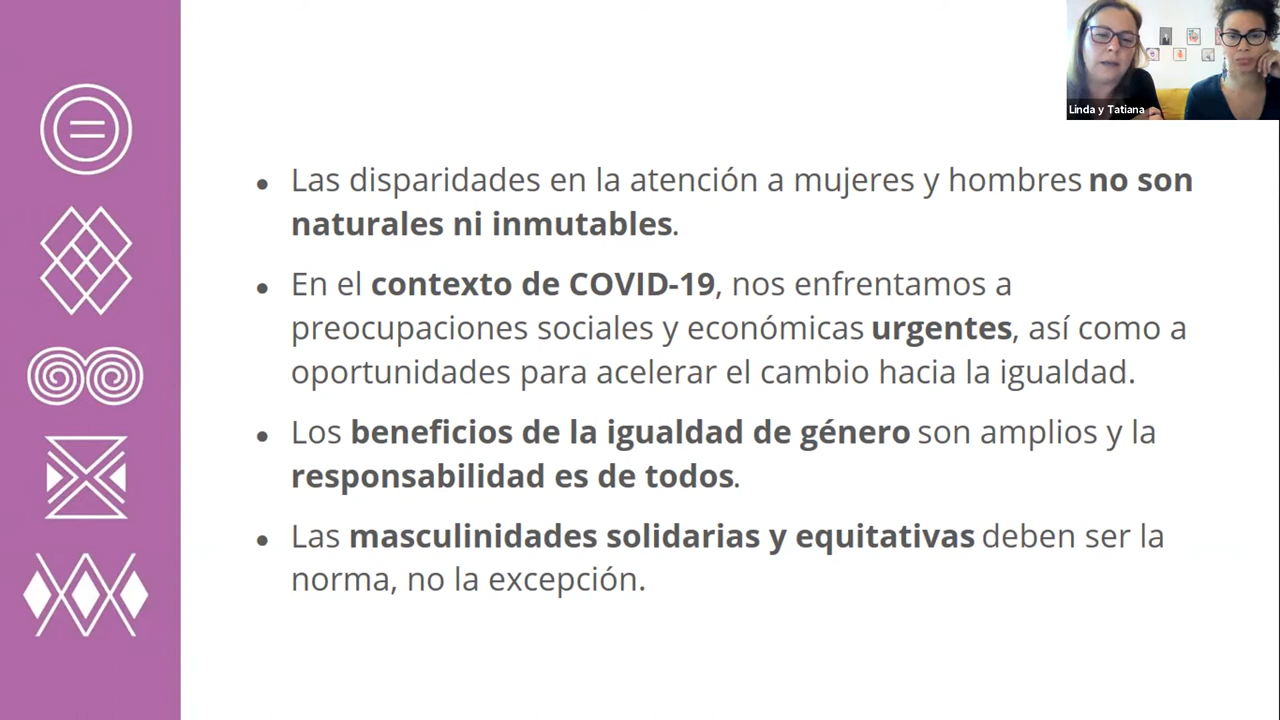 Linda y Tatiana
• Las disparidades en la atención a mujeres y hombres no son
naturales ni inmutables.
• En el contexto de COVID-19, nos enfrentamos a
preocupaciones sociales y económicas urgentes, así como a
oportunidades para acelerar el cambio hacia la igualdad.
• Los beneficios de la igualdad de género son amplios y la
responsabilidad es de todos.
• Las masculinidades solidarias y equitativas deben ser la
norma, no la excepción.